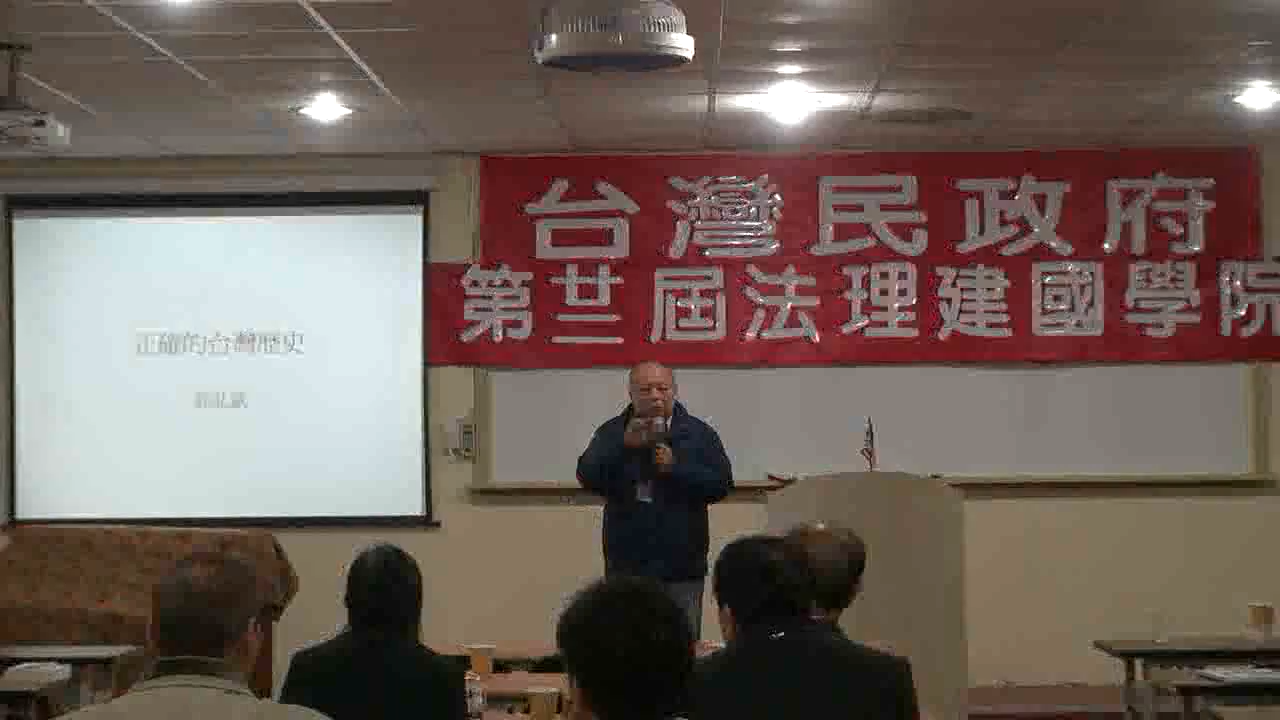 台灣民政府
第廿二屆法理建國學院
正確的台灣歷史